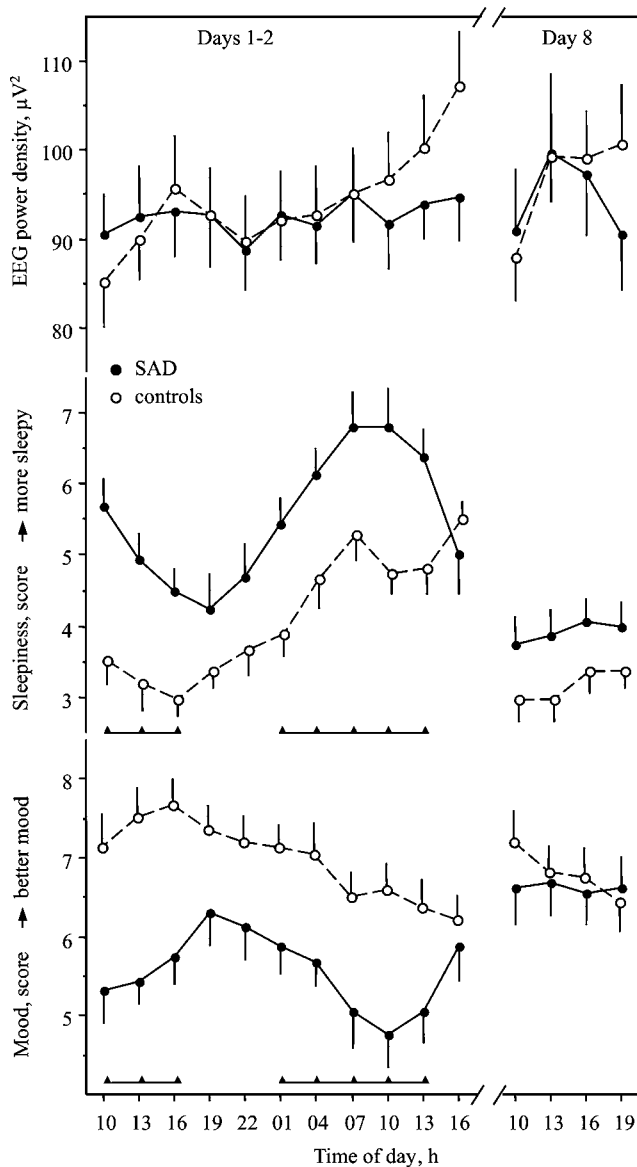 Days 1-2
Day 8
EEG power density, μV²
110
100
90
80
SAD
controls
Sleepiness, score → more sleepy
7
6
5
4
3
Mood, score → better mood
8
7
6
5
10 13 16 19 22 01 04 07 10 13 16 10 13 16 19
Time of day, h